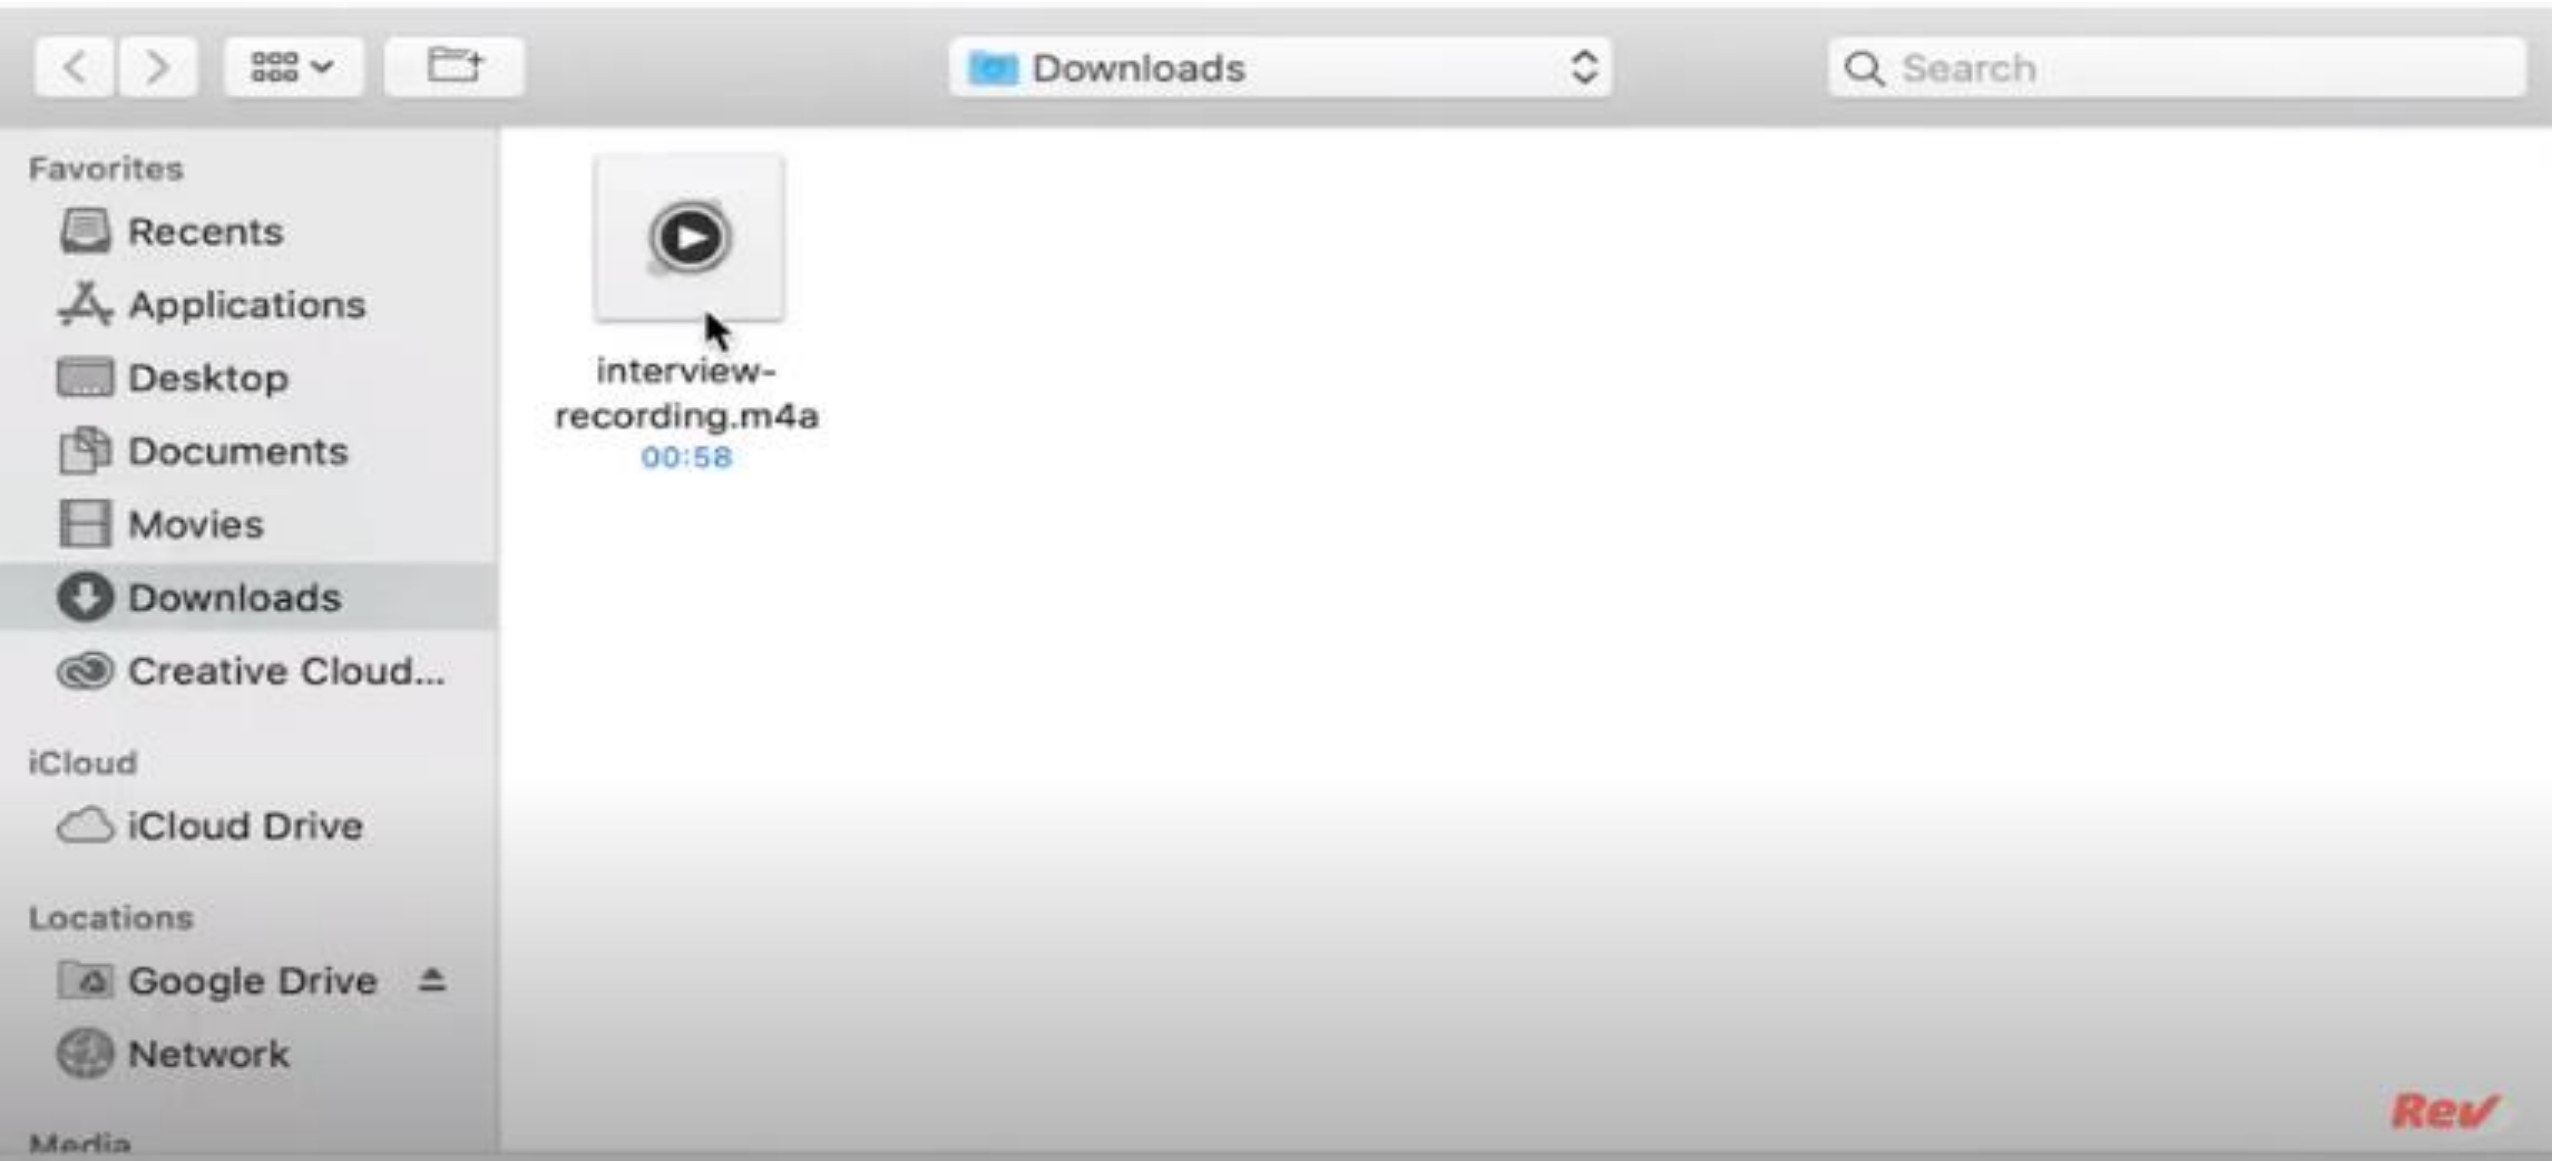 Downloads
Search
Favorites
Recents
Applications
Desktop
Documents
Movies
Downloads
Creative Cloud...
iCloud
iCloud Drive
Locations
Google Drive
Network
Media
interview-
recording.m4a
00:58
Rev